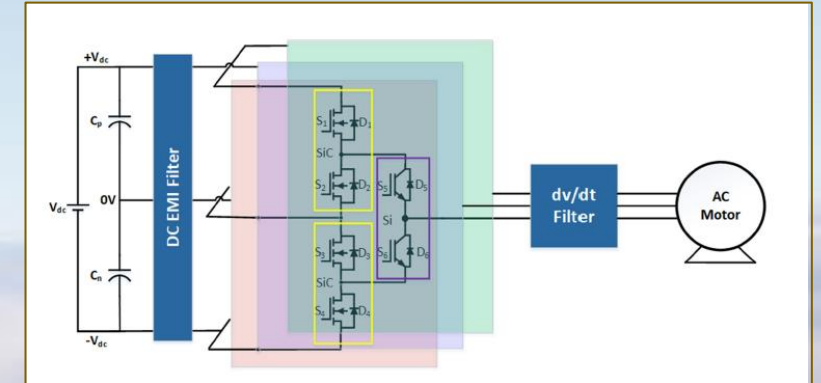 +Vdc
Cp
0V
Vdc
Cn
-Vdc
DC EMI Filter
S1
D1
SiC
S2
D2
S3
D3
SiC
S4
D4
S5
D5
Si
S6
D6
dv/dt
Filter
AC
Motor